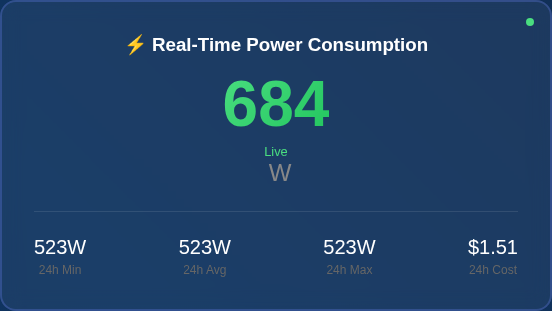 ⚡ Real-Time Power Consumption
684
Live
W
523W 523W 523W $1.51
24h Min 24h Avg 24h Max 24h Cost